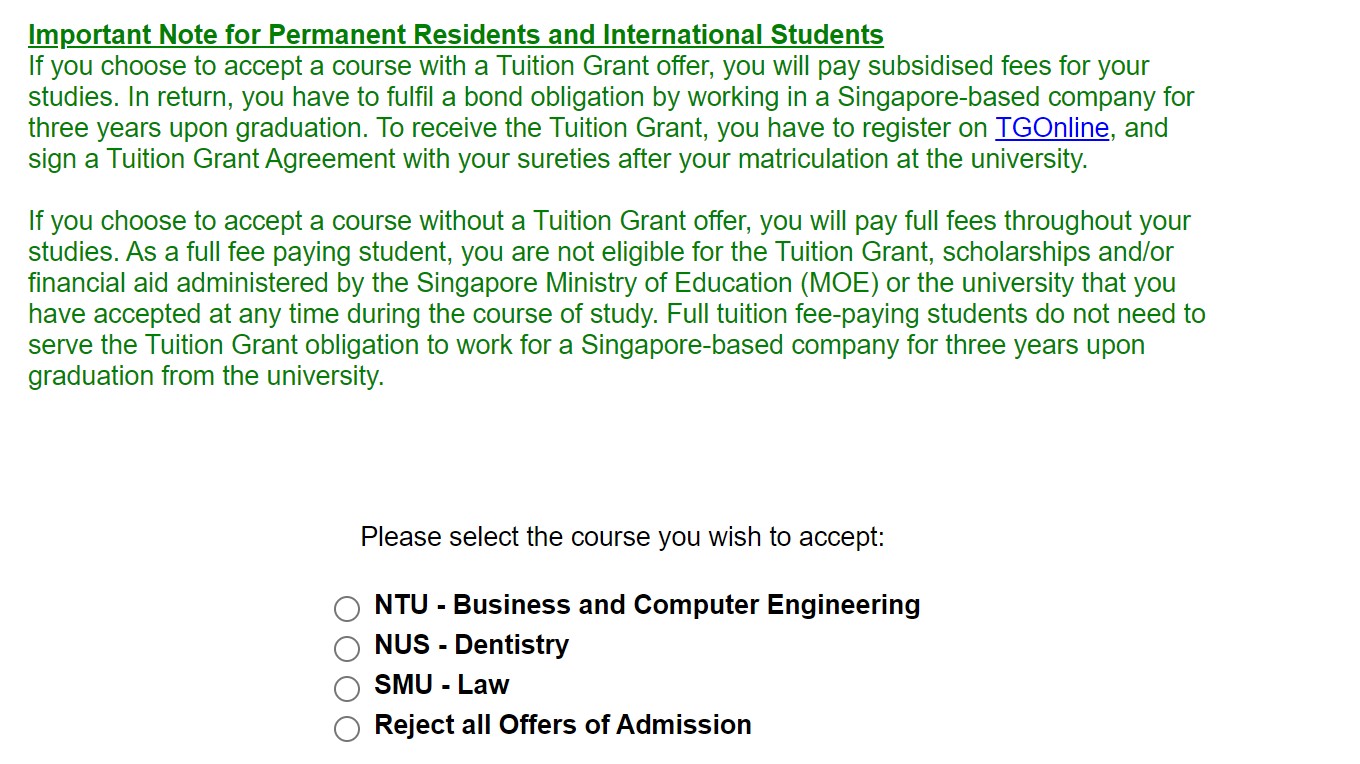 Important Note for Permanent Residents and International Students
If you choose to accept a course with a Tuition Grant offer, you will pay subsidised fees for your
studies. In return, you have to fulfil a bond obligation by working in a Singapore-based company for
three years upon graduation. To receive the Tuition Grant, you have to register on TGOnline, and
sign a Tuition Grant Agreement with your sureties after your matriculation at the university.
If you choose to accept a course without a Tuition Grant offer, you will pay full fees throughout your
studies. As a full fee paying student, you are not eligible for the Tuition Grant, scholarships and/or
financial aid administered by the Singapore Ministry of Education (MOE) or the university that you
have accepted at any time during the course of study. Full tuition fee-paying students do not need to
serve the Tuition Grant obligation to work for a Singapore-based company for three years upon
graduation from the university.
Please select the course you wish to accept:
NTU - Business and Computer Engineering
NUS - Dentistry
SMU - Law
Reject all Offers of Admission